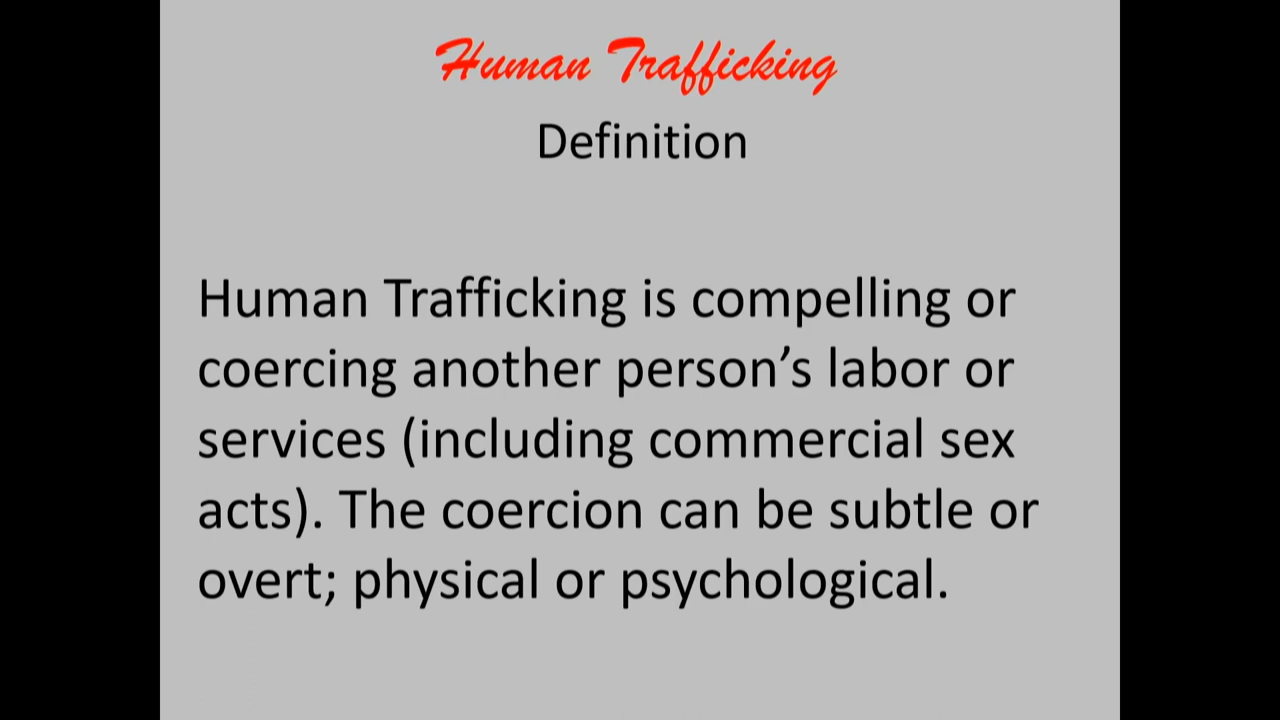 Human Trafficking
Definition
Human Trafficking is compelling or
coercing another person’s labor or
services (including commercial sex
acts). The coercion can be subtle or
overt; physical or psychological.